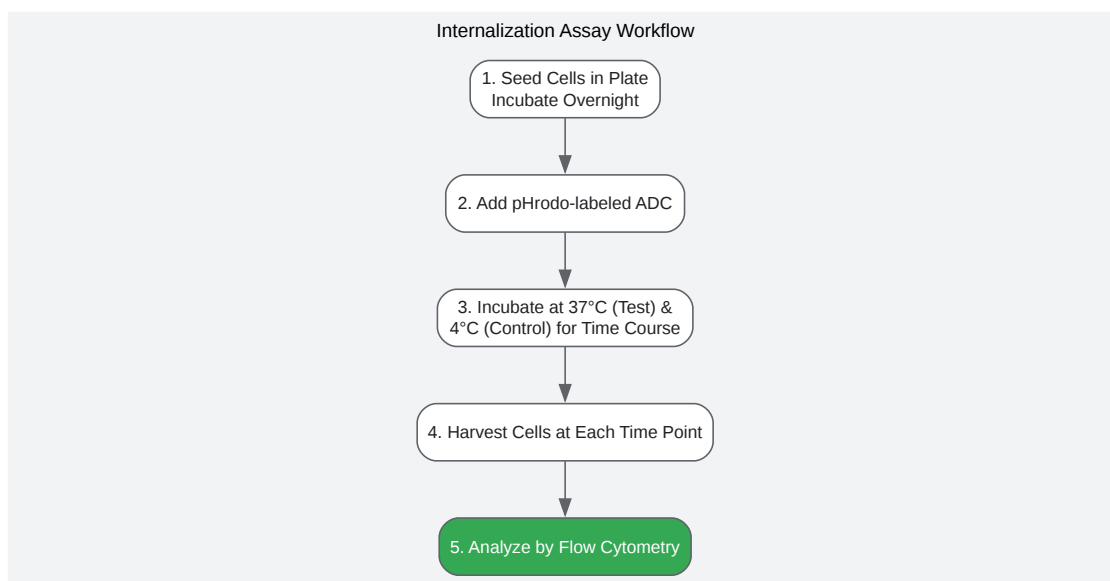 Internalization Assay Workflow
1. Seed Cells in Plate
Incubate Overnight
2. Add pHrodo-labeled ADC
3. Incubate at 37°C (Test) &
4°C (Control) for Time Course
4. Harvest Cells at Each Time Point
5. Analyze by Flow Cytometry